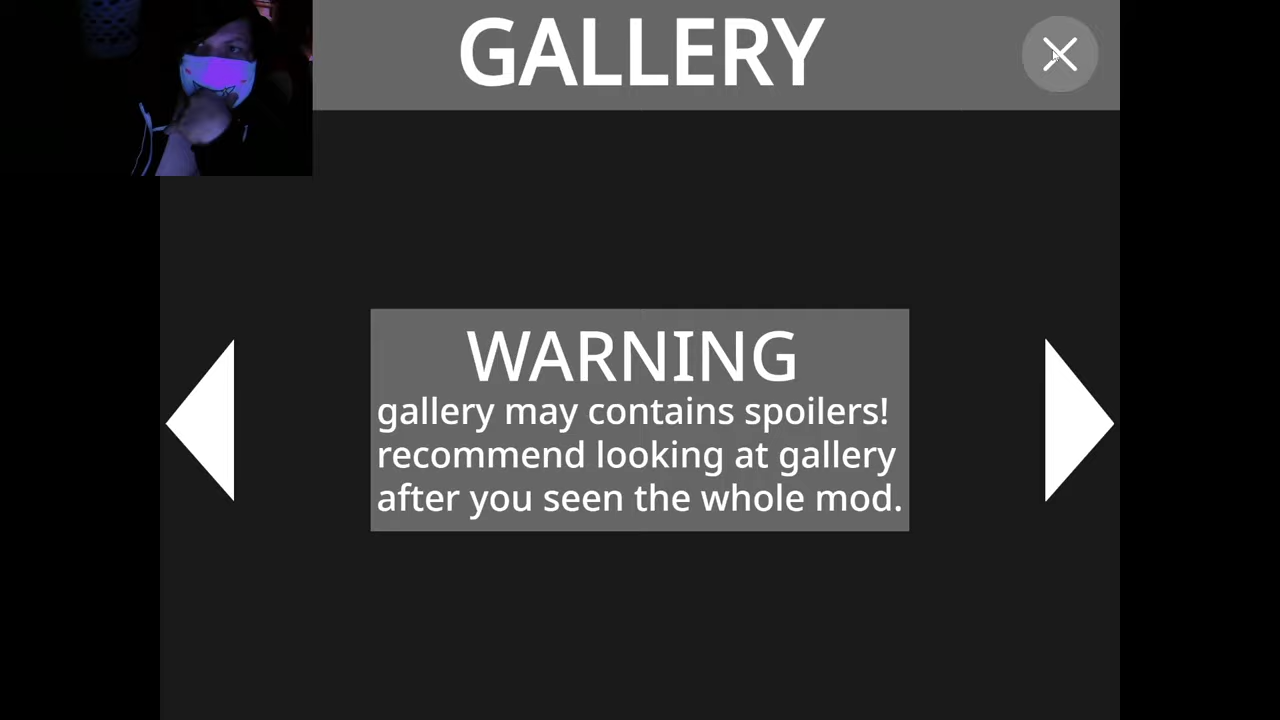 GALLERY
WARNING
gallery may contains spoilers!
recommend looking at gallery
after you seen the whole mod.